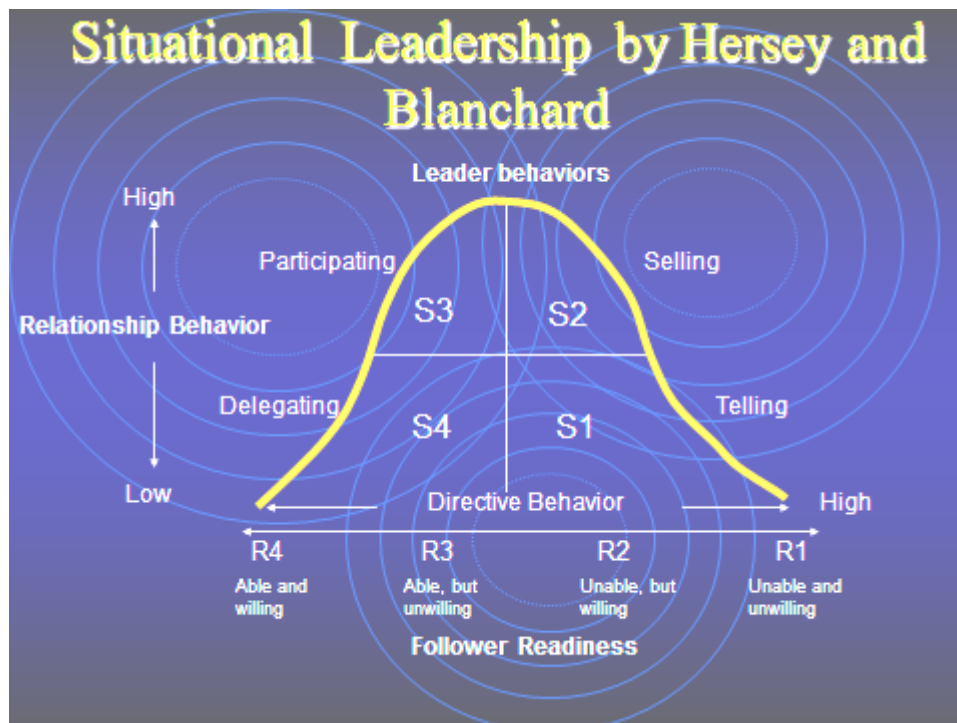 Situational Leadership by Hersey and
Blanchard
Leader behaviors
High
Participating
Selling
S3
S2
Relationship Behavior
Delegating
Telling
S4
S1
Low
Directive Behavior
High
R4
R3
R2
R1
Able and
willing
Able, but
unwilling
Unable, but
willing
Unable and
unwilling
Follower Readiness